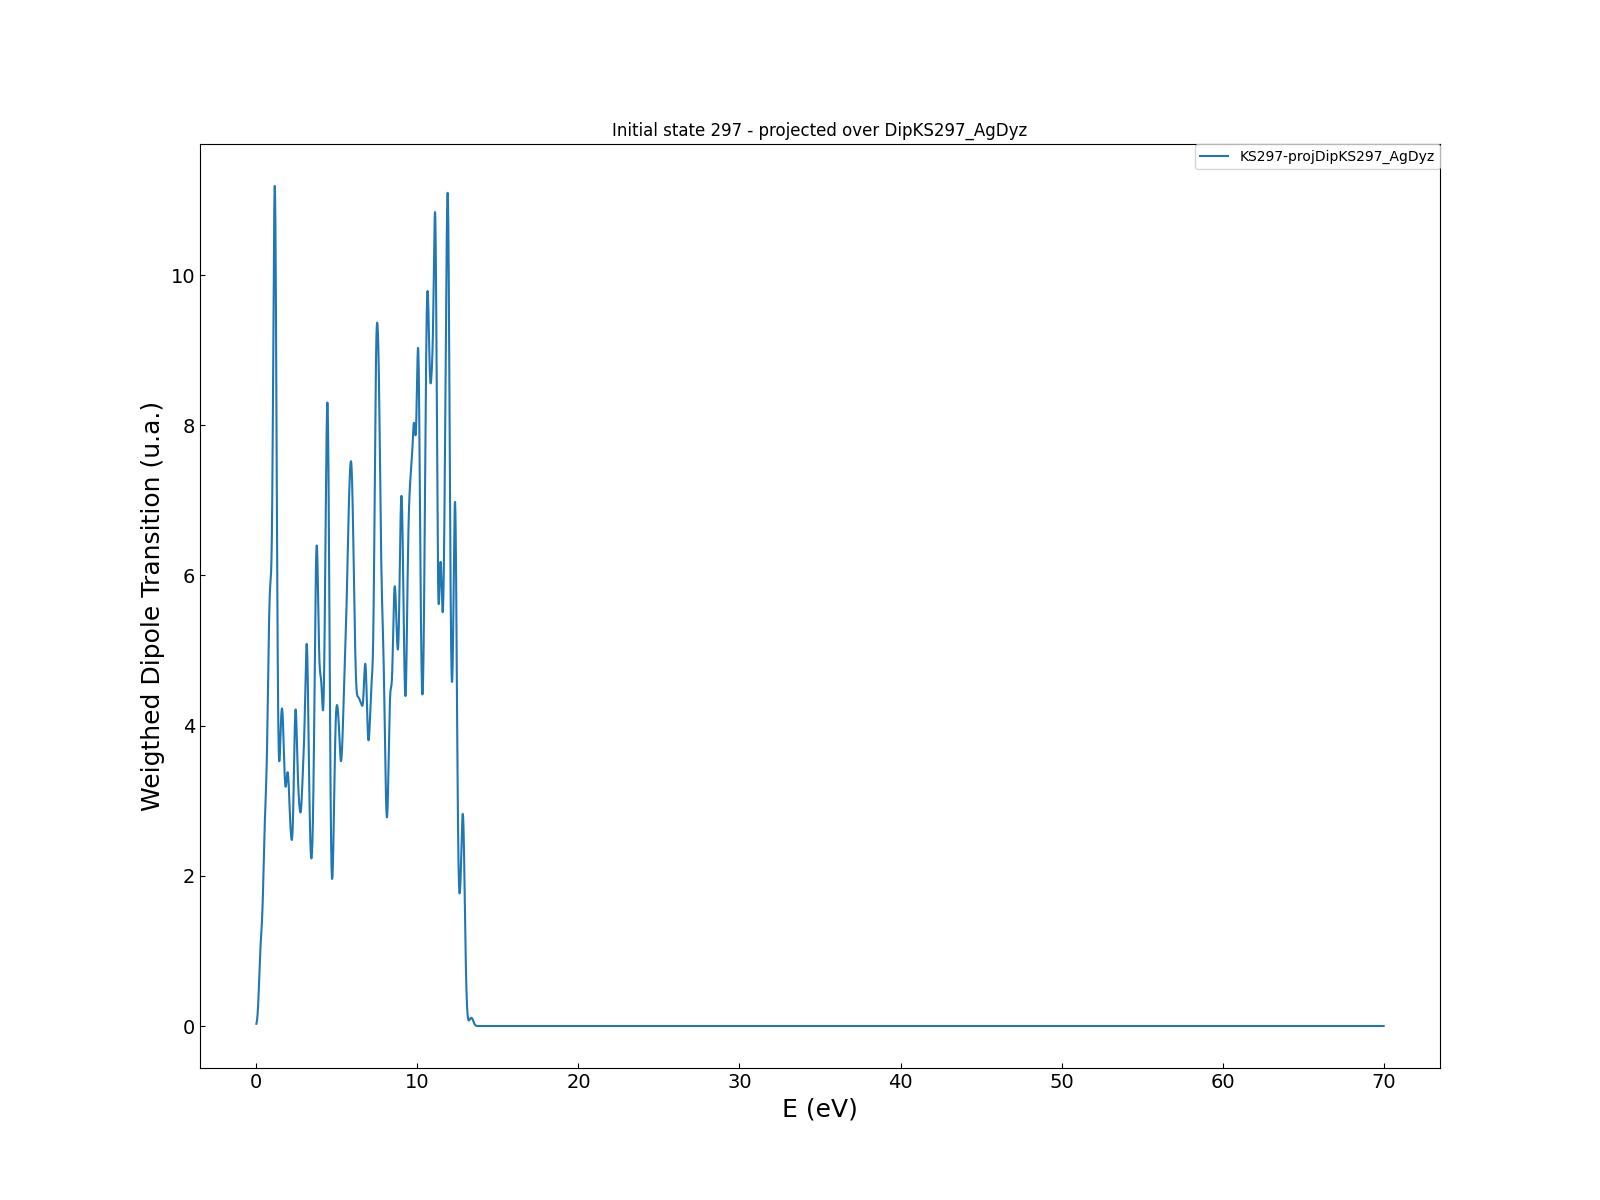 Initial state 297 - projected over DipKS297_AgDyz
KS297-projDipKS297_AgDyz
Weigthed Dipole Transition (u.a.)
10
8
6
4
2
0
0 10 20 30 40 50 60 70
E (eV)